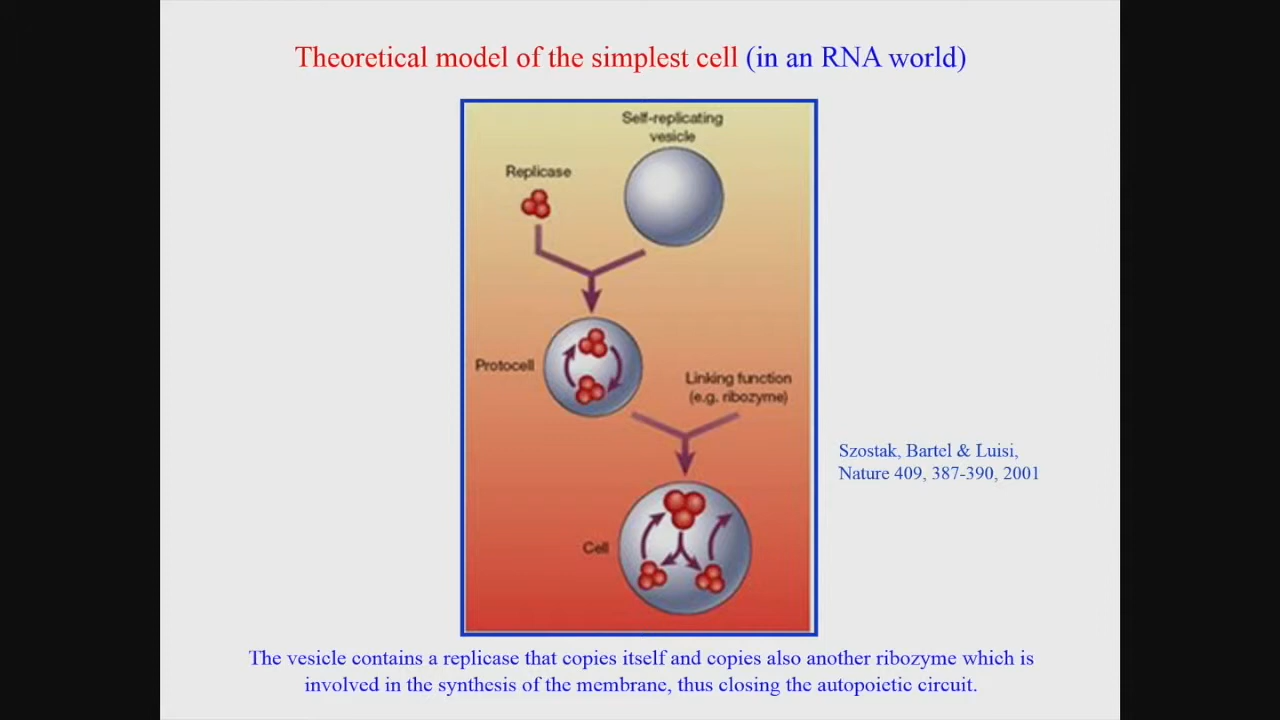 Theoretical model of the simplest cell (in an RNA world)
Self-replicating
vesicle
Replicase
Protocell
Linking function
(e.g. ribozyme)
Szostak, Bartel & Luisi,
Nature 409, 387-390, 2001
Cell
The vesicle contains a replicase that copies itself and copies also another ribozyme which is
involved in the synthesis of the membrane, thus closing the autopoietic circuit.